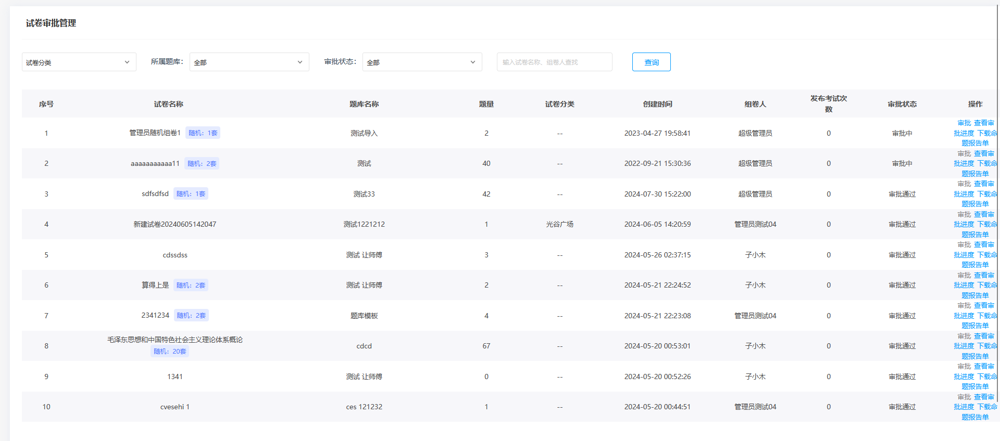 试卷审批管理
试卷分类 所属题库： 全部 审批状态： 全部 输入试卷名称、组卷人查找 查询
序号 试卷名称 题库名称 题量 试卷分类 创建时间 组卷人 发布考试次 审批状态 操作
数
审批 查看审
1 管理员随机组卷1 随机：1套 测试导入 2 -- 2023-04-27 19:58:41 超级管理员 0 审批中 批进度 下载命
题报告单
审批 查看审
2 aaaaaaaaaaa11 随机：2套 测试 40 -- 2022-09-21 15:30:36 超级管理员 0 审批中 批进度 下载命
题报告单
审批 查看审
3 sdfsdfsd 随机：1套 测试33 42 -- 2024-07-30 15:22:00 超级管理员 0 审批通过 批进度 下载命
题报告单
审批 查看审
4 新建试卷20240605142047 测试1221212 1 光谷广场 2024-06-05 14:20:59 管理员测试04 0 审批通过 批进度 下载命
题报告单
审批 查看审
5 cdssdss 测试 让师傅 3 -- 2024-05-26 02:37:15 子小木 0 审批通过 批进度 下载命
题报告单
审批 查看审
6 算得上是 随机：2套 测试 让师傅 2 -- 2024-05-21 22:24:52 子小木 0 审批通过 批进度 下载命
题报告单
审批 查看审
7 2341234 随机：2套 题库模板 4 -- 2024-05-21 22:23:08 管理员测试04 0 审批通过 批进度 下载命
题报告单
毛泽东思想和中国特色社会主义理论体系概论 审批 查看审
8 随机：20套 cdcd 67 -- 2024-05-20 00:53:01 子小木 0 审批通过 批进度 下载命
题报告单
审批 查看审
9 1341 测试 让师傅 0 -- 2024-05-20 00:52:26 子小木 0 审批通过 批进度 下载命
题报告单
审批 查看审
10 cvesehi 1 ces 121232 1 -- 2024-05-20 00:44:51 管理员测试04 0 审批通过 批进度 下载命
题报告单